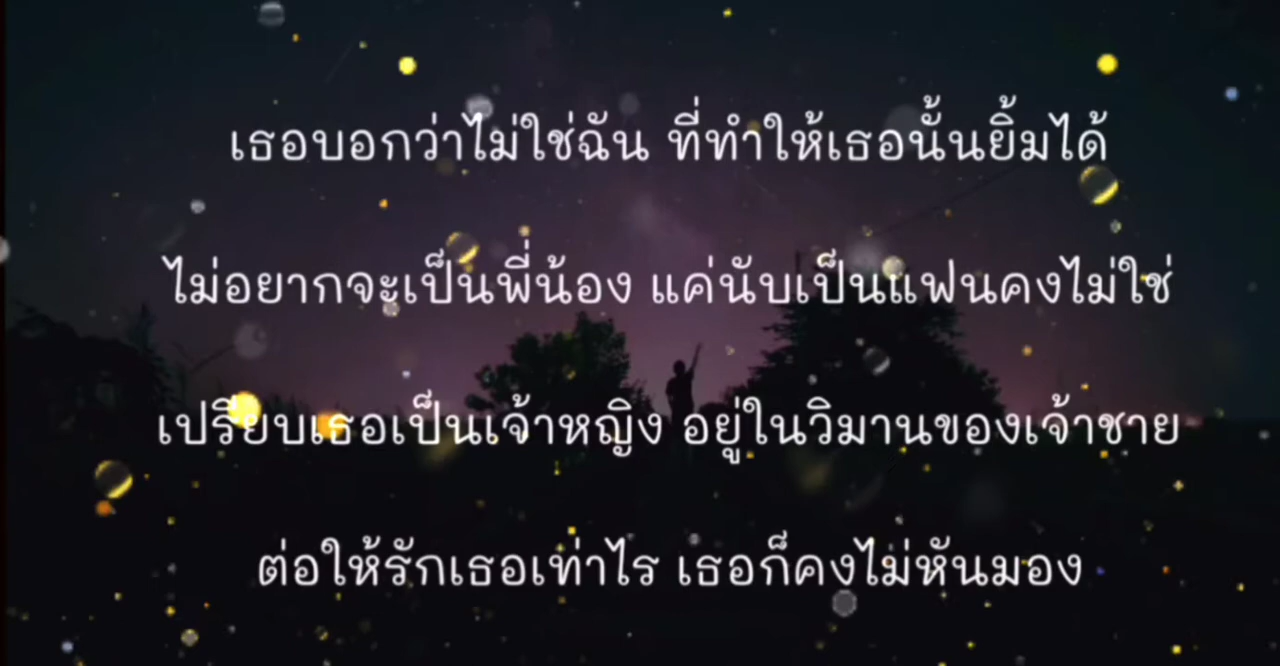 เธอบอกว่าไม่ใช่ฉัน ที่ทำให้เธอนั้นยิ้มได้
ไม่อยากจะเป็นพี่น้อง แค่นับเป็นแฟนคงไม่ใช่
เปรียบเธอเป็นเจ้าหญิง อยู่ในวิมานของเจ้าชาย
ต่อให้รักเธอเท่าไร เธอก็คงไม่หันมอง